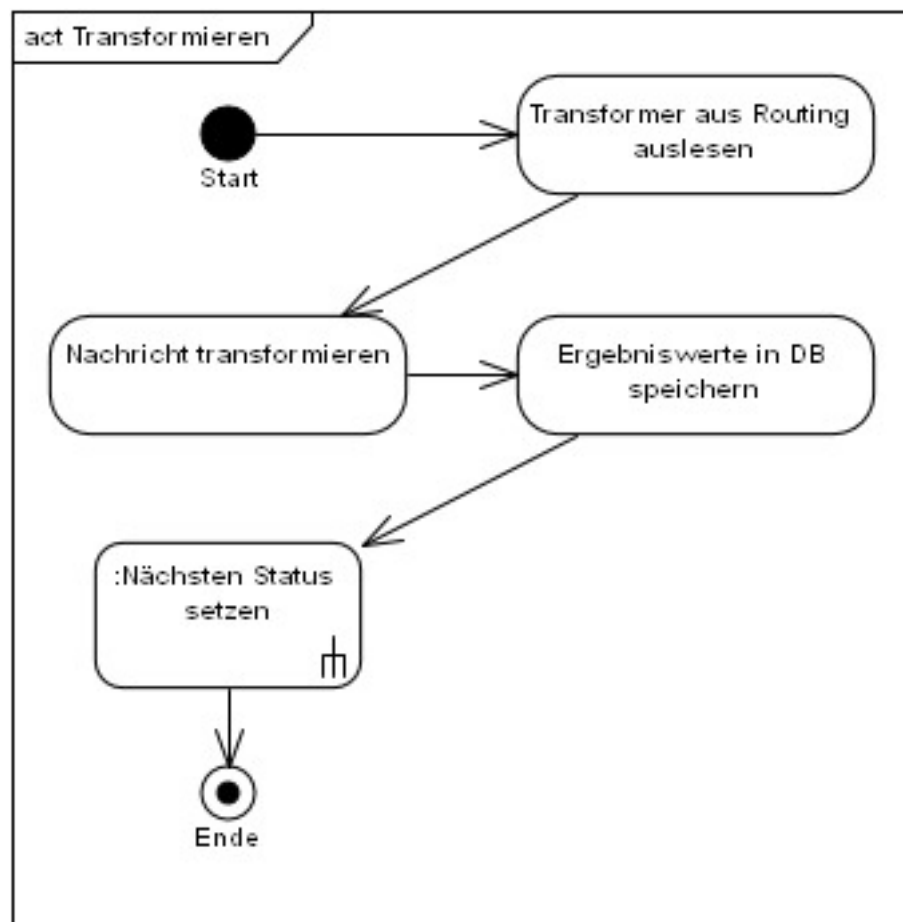 act Transformieren
Start
Transformer aus Routing
auslesen
Nachricht transformieren
Ergebniswerte in DB
speichern
:Nächsten Status
setzen
Ende